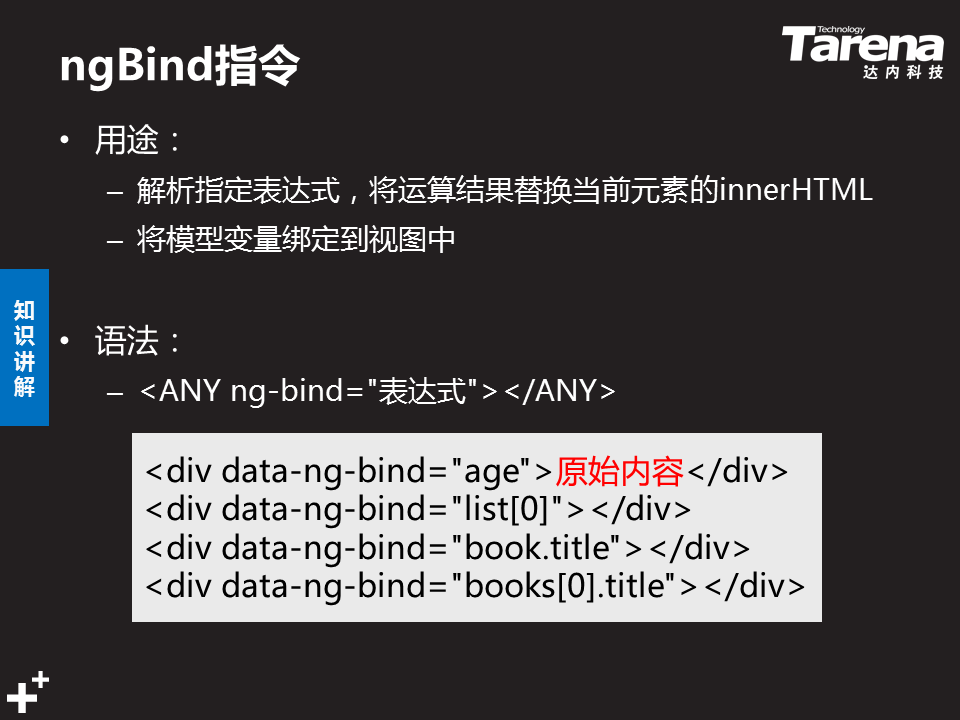 ngBind指令
Technology
Tarena
达内科技
• 用途：
– 解析指定表达式，将运算结果替换当前元素的innerHTML
– 将模型变量绑定到视图中
知识讲解
• 语法：
– <ANY ng-bind="表达式"></ANY>
<div data-ng-bind="age">原始内容</div>
<div data-ng-bind="list[0]"></div>
<div data-ng-bind="book.title"></div>
<div data-ng-bind="books[0].title"></div>